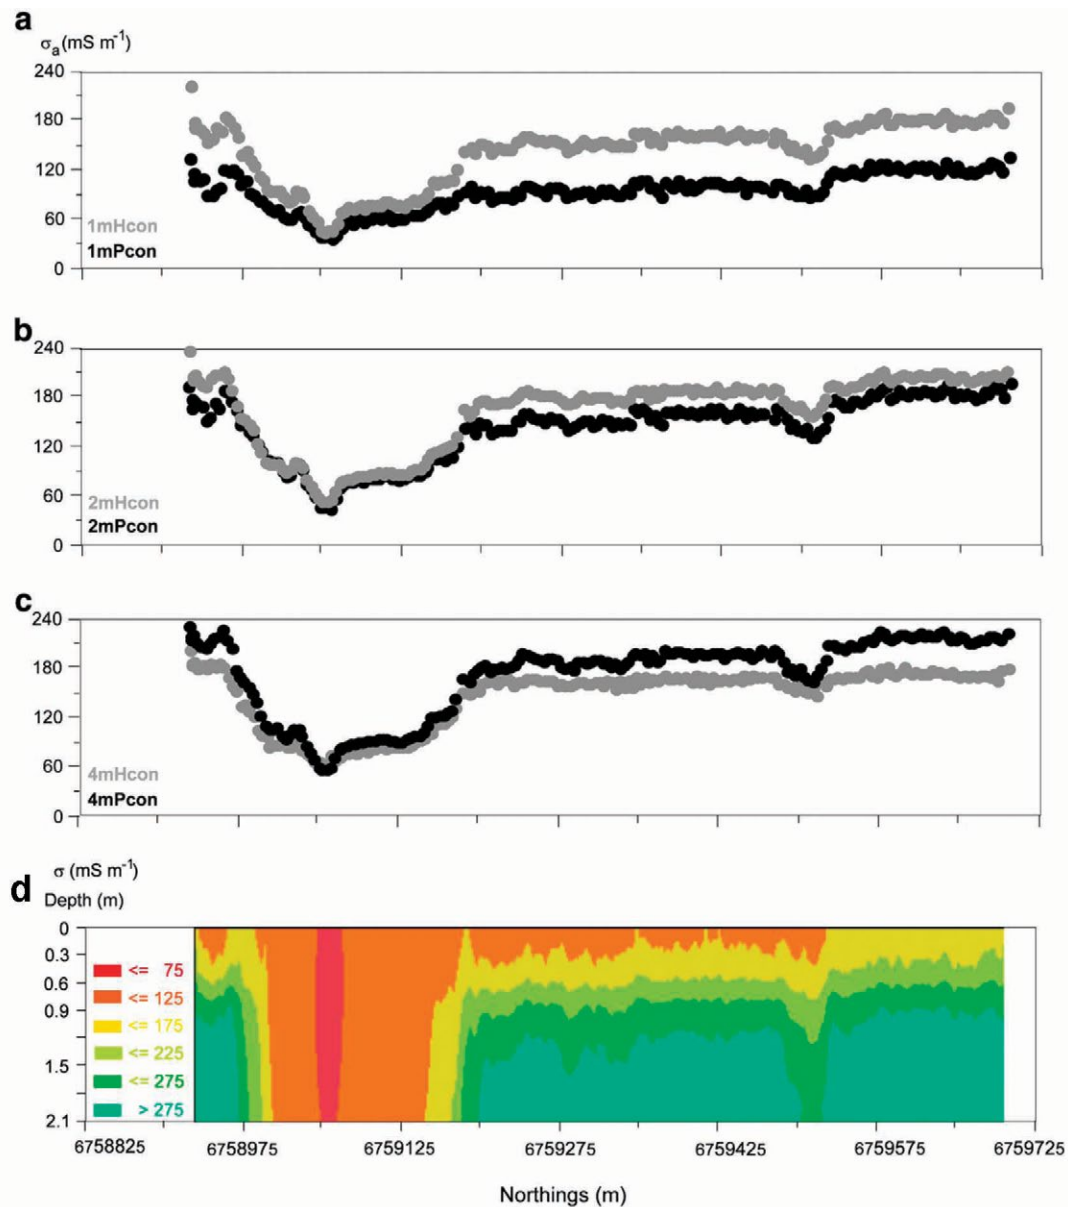 a
σa (mS m-1)
240
180
120
60
0
1mHcon
1mPcon
b
240
180
120
60
0
2mHcon
2mPcon
c
240
180
120
60
0
4mHcon
4mPcon
d
σ (mS m-1)
Depth (m)
0
0.3
0.6
0.9
1.5
2.1
<= 75
<= 125
<= 175
<= 225
<= 275
> 275
6758825 6758975 6759125 6759275 6759425 6759575 6759725
Northings (m)